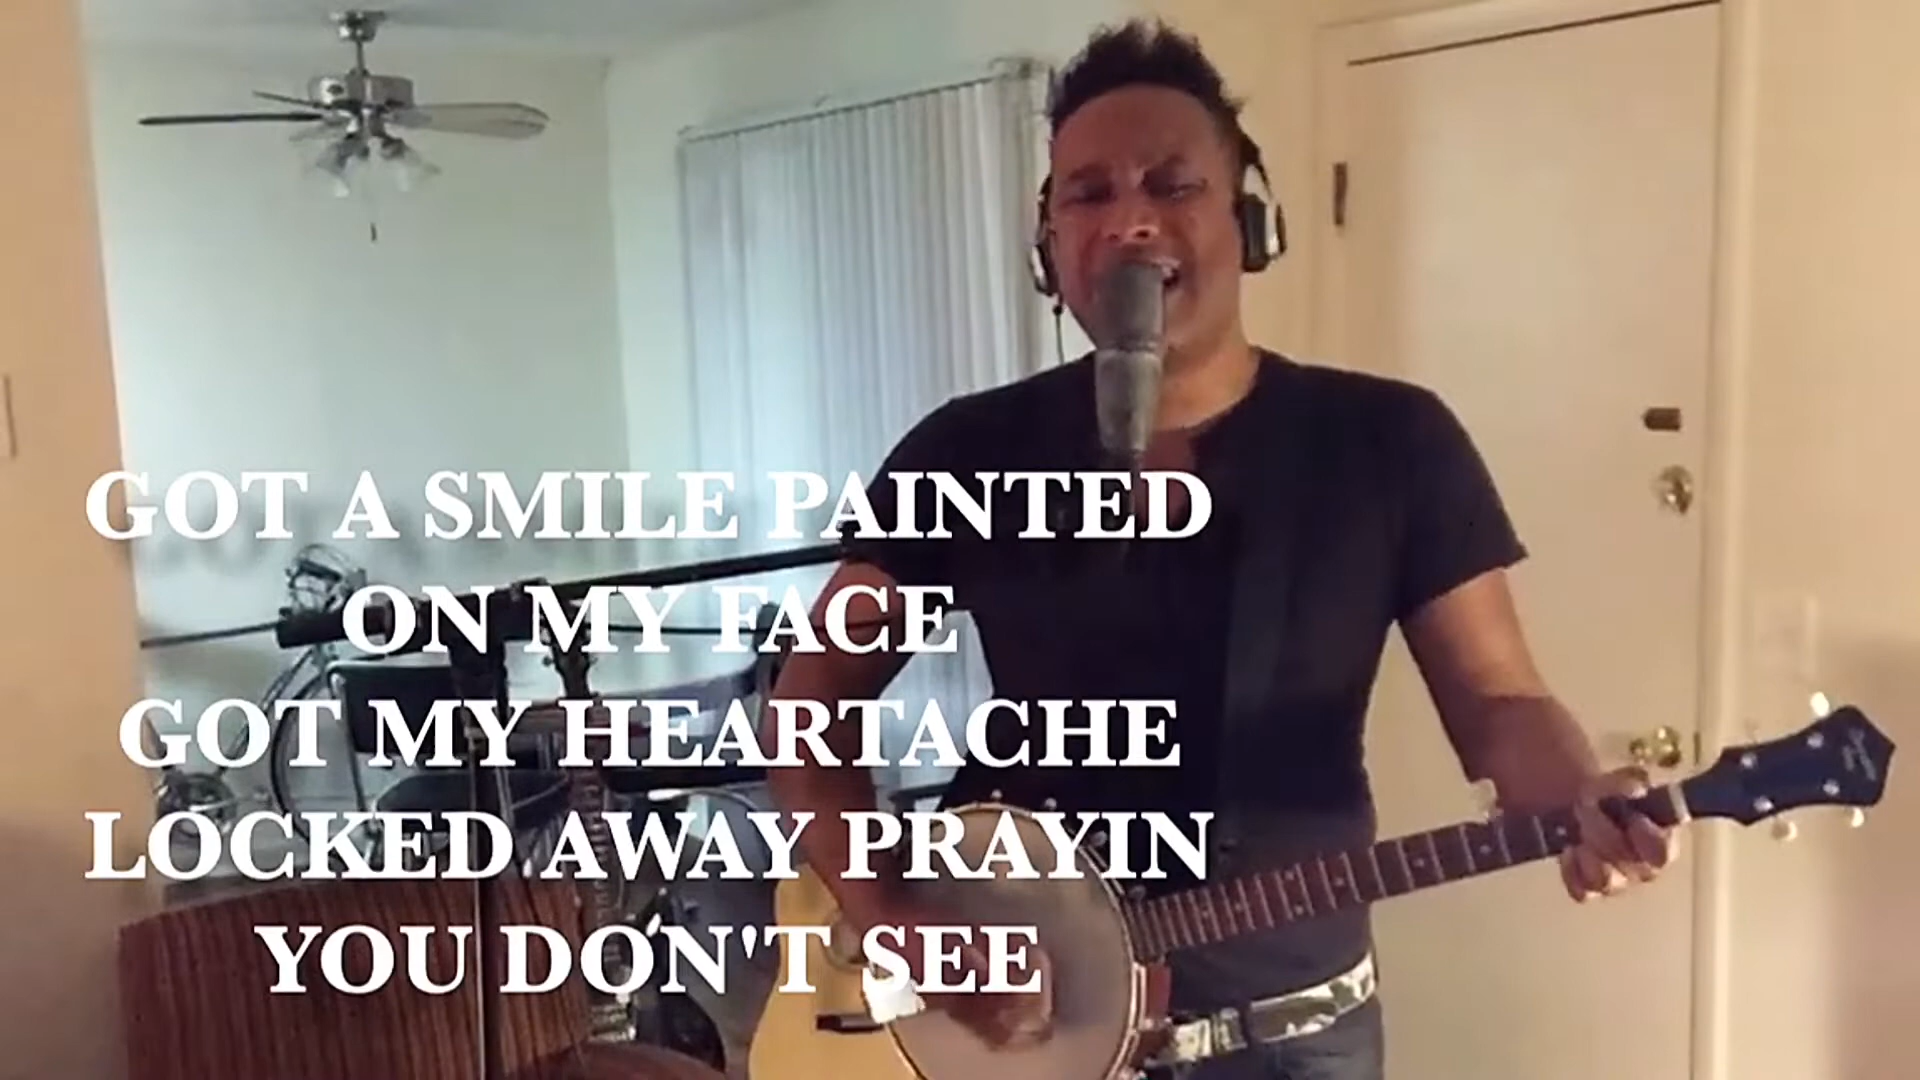 GOT A SMILE PAINTED
ON MY FACE
GOT MY HEARTACHE
LOCKED AWAY PRAYIN
YOU DON'T SEE